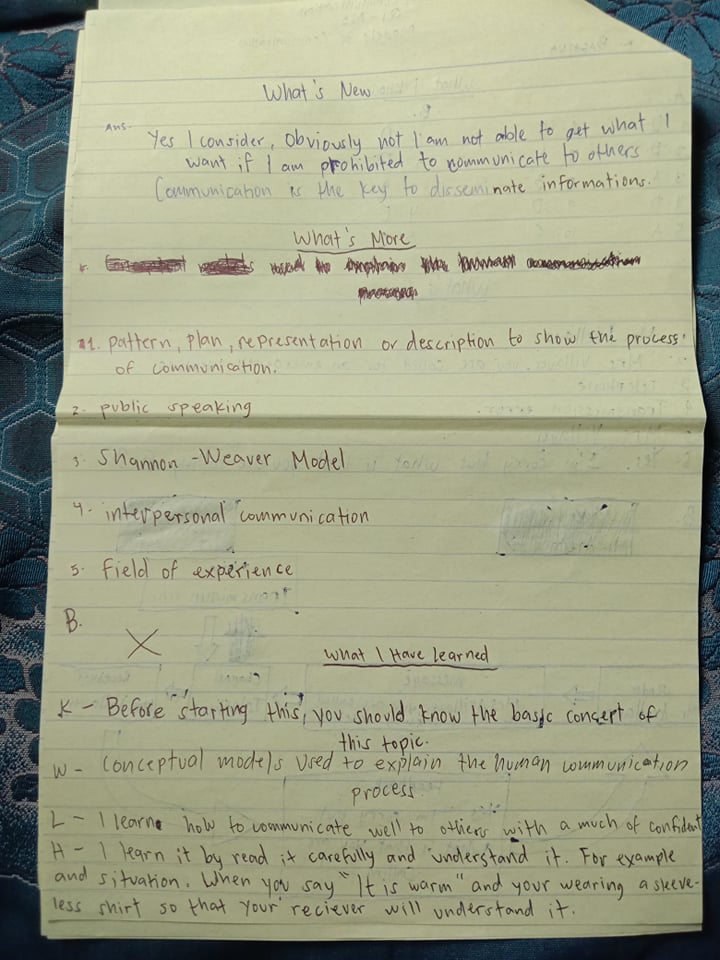 What's New
Ans. Yes I consider, Obviously not I am not able to get what I
want if I am prohibited to communicate to others
Communication is the key to disseminate informations.
What's More
1. pattern, plan, representation or description to show the process
of communication.
2. public speaking
3. Shannon - Weaver Model
4. interpersonal communication
5. Field of experience
B.
What I Have Learned
K - Before starting this, you should know the basic concept of
this topic.
W - Conceptual models used to explain the human communication
process.
L - I learn how to communicate well to others with a much of confident
H - I learn it by read it carefully and understand it. For example
and situation. When you say "It is warm" and your wearing a sleeve-
less shirt so that your reciever will understand it.